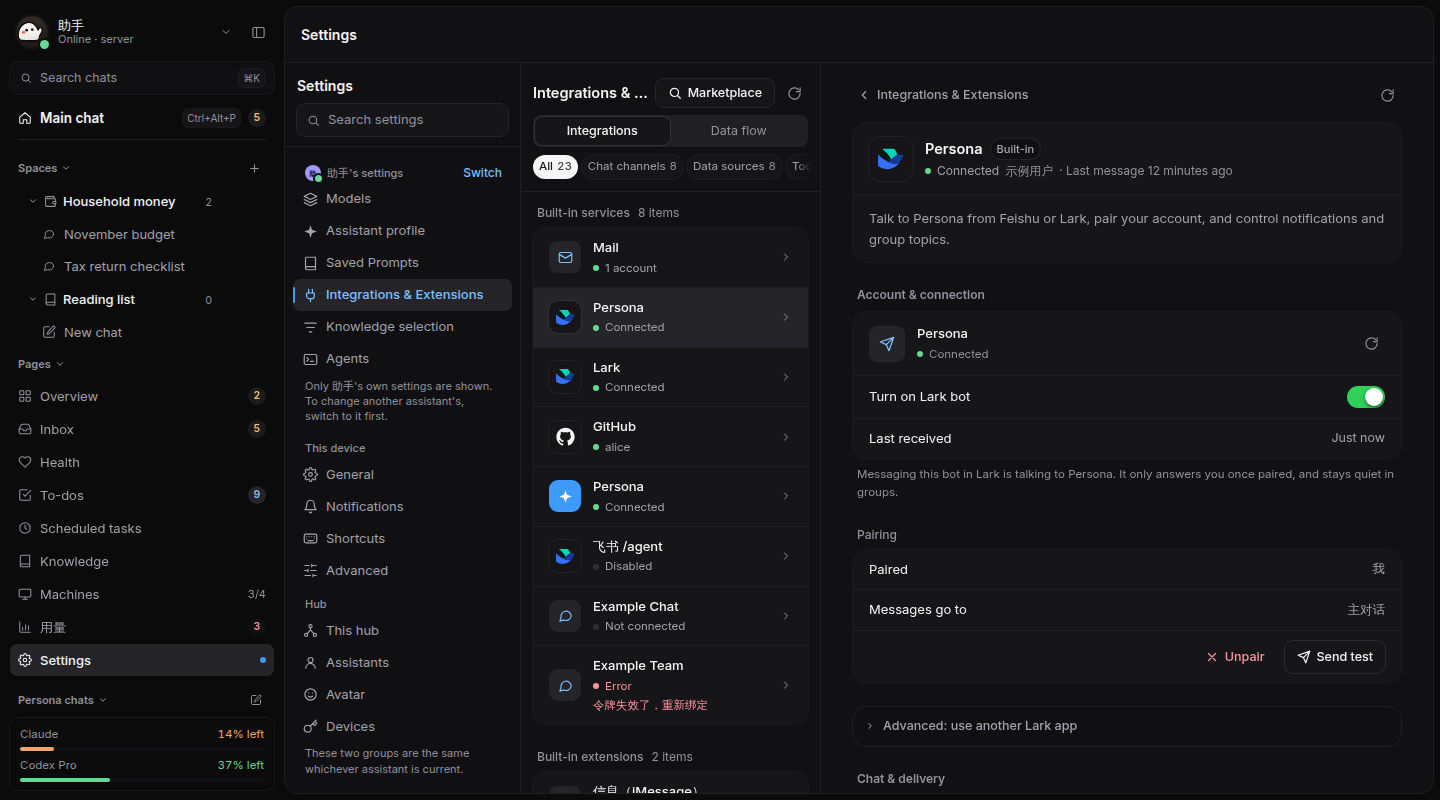 助手
Online · server
Search chats
⌘K
Main chat
Ctrl+Alt+P
5
Spaces
Household money
2
November budget
Tax return checklist
Reading list
0
New chat
Pages
Overview
2
Inbox
5
Health
To-dos
9
Scheduled tasks
Knowledge
Machines
3/4
用量
3
Settings
Persona chats
Claude
14% left
Codex Pro
37% left
Settings
Settings
Search settings
助手's settings
Switch
Models
Assistant profile
Saved Prompts
Integrations & Extensions
Knowledge selection
Agents
Only 助手's own settings are shown.
To change another assistant's,
switch to it first.
This device
General
Notifications
Shortcuts
Advanced
Hub
This hub
Assistants
Avatar
Devices
These two groups are the same
whichever assistant is current.
Integrations & ...
Marketplace
Integrations
Data flow
All 23
Chat channels 8
Data sources 8
Built-in services 8 items
Mail
1 account
Persona
Connected
Lark
Connected
GitHub
alice
Persona
Connected
飞书 /agent
Disabled
Example Chat
Not connected
Example Team
Error
令牌失效了，重新绑定
Built-in extensions 2 items
信息（iMessage）
Integrations & Extensions
Persona
Built-in
Connected 示例用户 · Last message 12 minutes ago
Talk to Persona from Feishu or Lark, pair your account, and control notifications and
group topics.
Account & connection
Persona
Connected
Turn on Lark bot
Last received
Just now
Messaging this bot in Lark is talking to Persona. It only answers you once paired, and stays quiet in
groups.
Pairing
Paired
我
Messages go to
主对话
Unpair
Send test
Advanced: use another Lark app
Chat & delivery